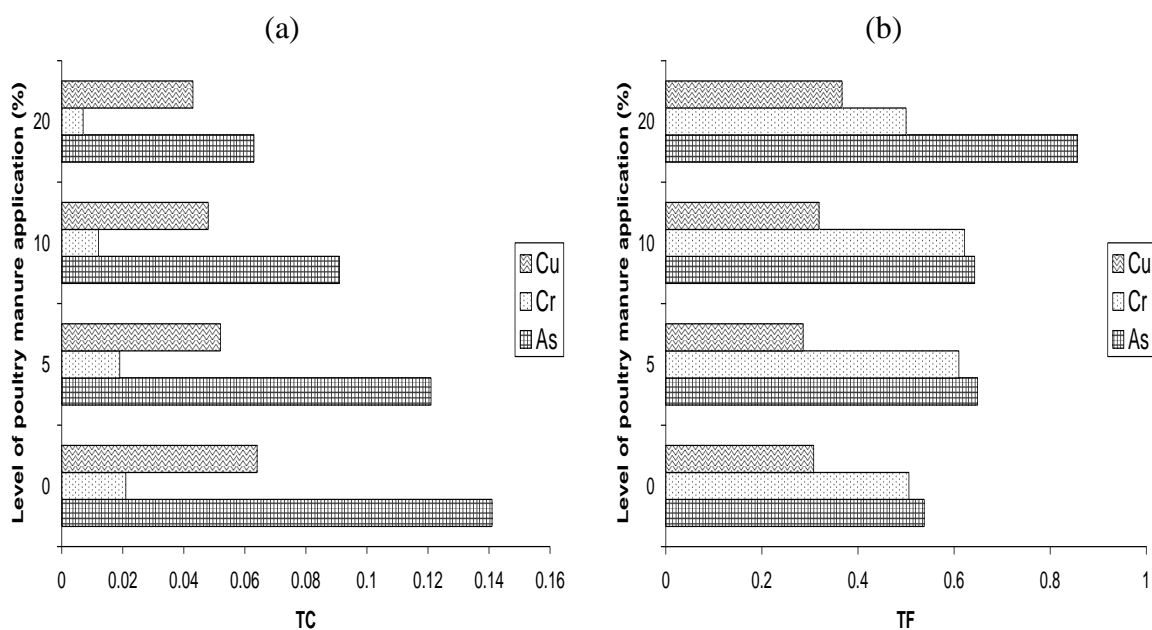 (a)
Level of poultry manure application (%)
20
10
5
0
0 0.02 0.04 0.06 0.08 0.1 0.12 0.14 0.16
TC
Cu
Cr
As
(b)
Level of poultry manure application (%)
20
10
5
0
0 0.2 0.4 0.6 0.8 1
TF
Cu
Cr
As